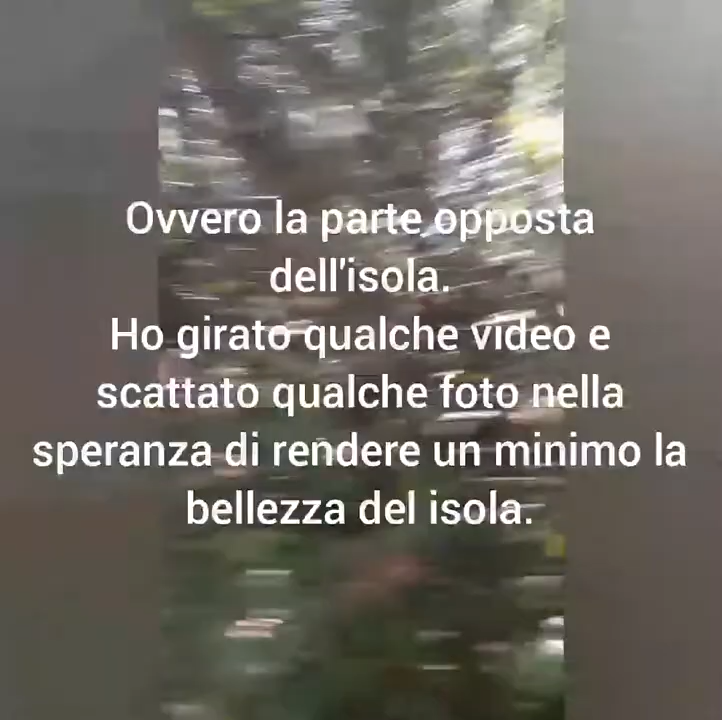 Ovvero la parte opposta
dell'isola.
Ho girato qualche video e
scattato qualche foto nella
speranza di rendere un minimo la
bellezza del isola.